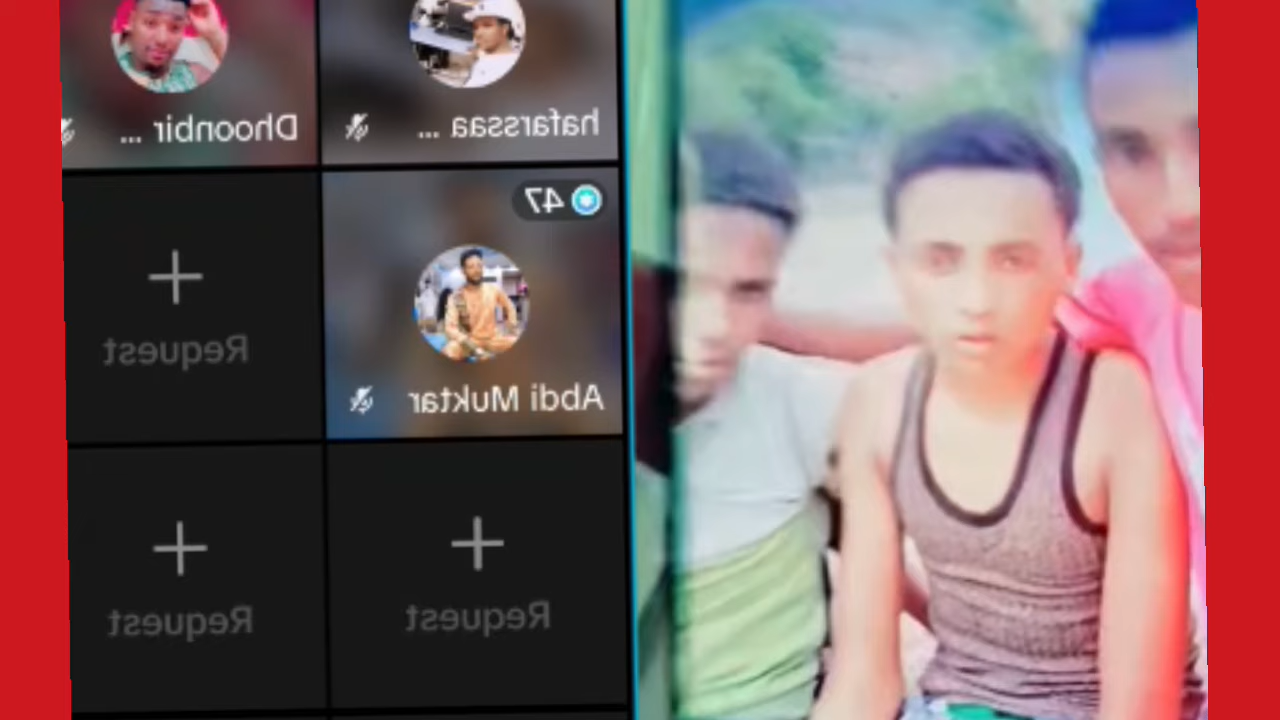 Dhoonbir ...
hafarssaa ...
47
Request
Abdi Muktar
Request
Request